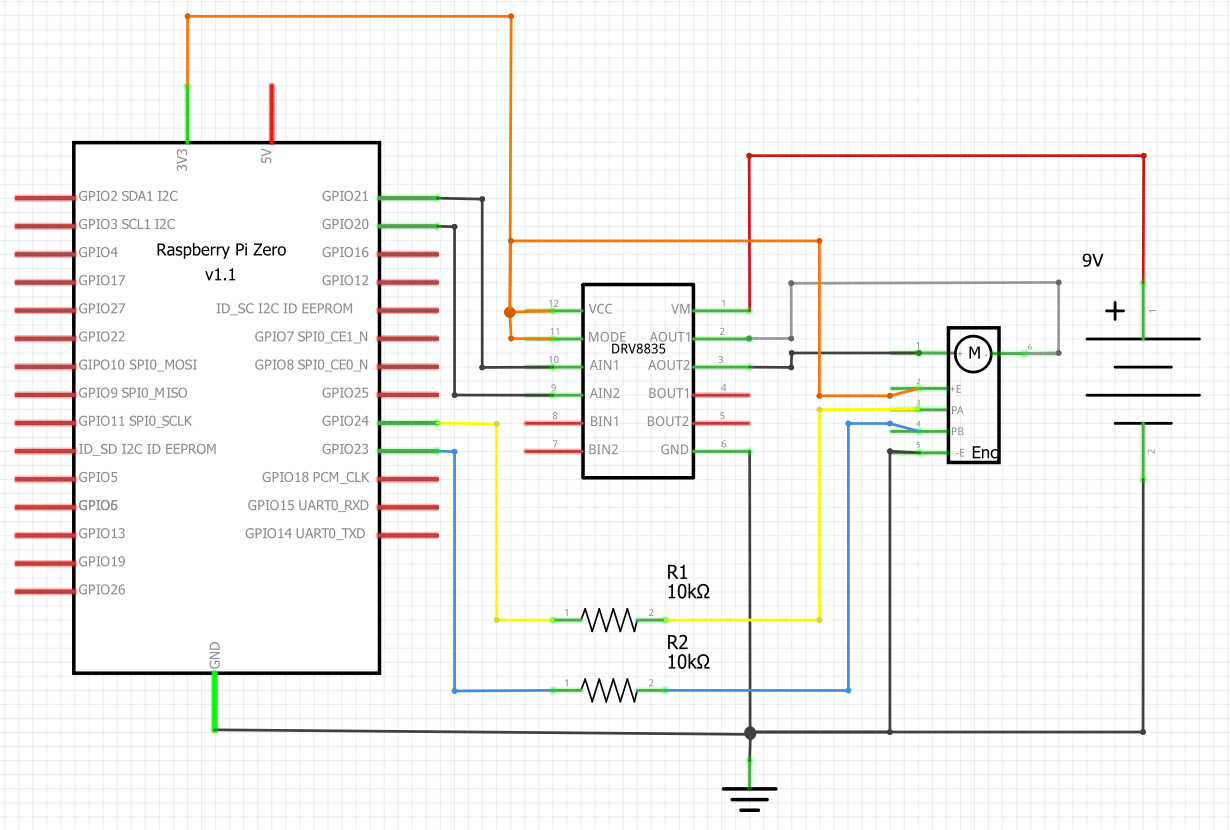 3V3
5V
GPIO2 SDA1 I2C
GPIO3 SCL1 I2C
GPIO4
GPIO17
GPIO27
GPIO22
GIPO10 SPI0_MOSI
GPIO9 SPI0_MISO
GPIO11 SPI0_SCLK
ID_SD I2C ID EEPROM
GPIO5
GPIO6
GPIO13
GPIO19
GPIO26
Raspberry Pi Zero
v1.1
GPIO21
GPIO20
GPIO16
GPIO12
ID_SC I2C ID EEPROM
GPIO7 SPI0_CE1_N
GPIO8 SPI0_CE0_N
GPIO25
GPIO24
GPIO23
GPIO18 PCM_CLK
GPIO15 UART0_RXD
GPIO14 UART0_TXD
GND
12
11
10
9
8
7
VCC
MODE
AIN1
AIN2
BIN1
BIN2
DRV8835
VM
AOUT1
AOUT2
BOUT1
BOUT2
GND
1
2
3
4
5
6
1
2
3
4
5
M
+
-
+E
PA
PB
-E
Enc
6
9V
+
1
2
R1
10kΩ
1
2
R2
10kΩ
1
2